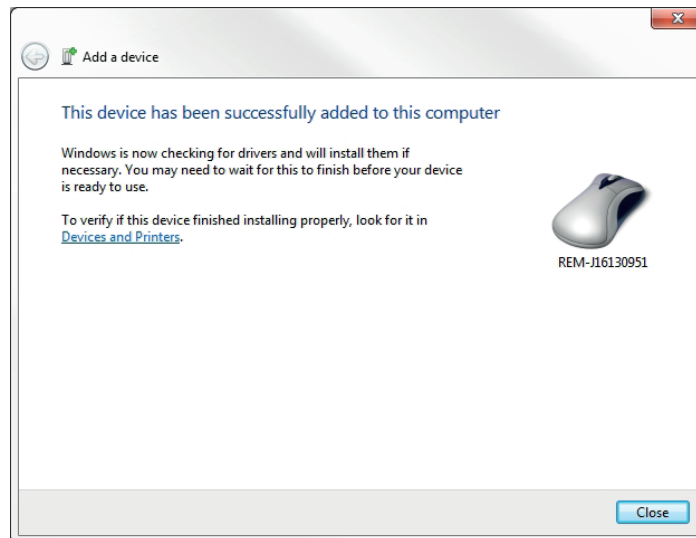 Add a device
This device has been successfully added to this computer
Windows is now checking for drivers and will install them if
necessary. You may need to wait for this to finish before your device
is ready to use.
To verify if this device finished installing properly, look for it in
Devices and Printers.
REM-J16130951
Close